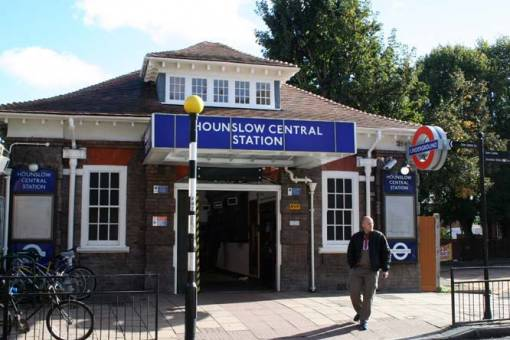 HOUNSLOW CENTRAL
STATION
HOUNSLOW
CENTRAL
STATION
HOUNSLOW
CENTRAL
STATION
UNDERGROUND